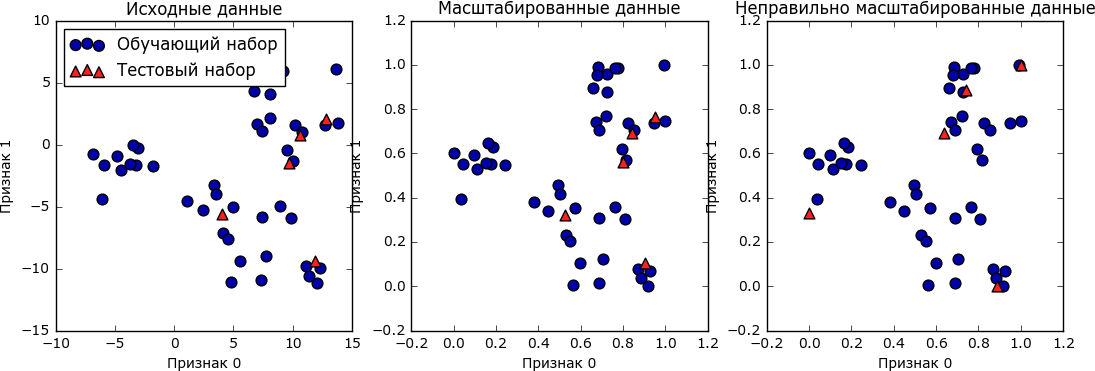 Исходные данные
Масштабированные данные
Неправильно масштабированные данные
Обучающий набор
Тестовый набор
10
5
0
−5
−10
−15
Признак 1
−10 −5 0 5 10 15
Признак 0
1.2
1.0
0.8
0.6
0.4
0.2
0.0
−0.2
Признак 1
−0.2 0.0 0.2 0.4 0.6 0.8 1.0 1.2
Признак 0
1.2
1.0
0.8
0.6
0.4
0.2
0.0
−0.2
Признак 1
−0.2 0.0 0.2 0.4 0.6 0.8 1.0 1.2
Признак 0